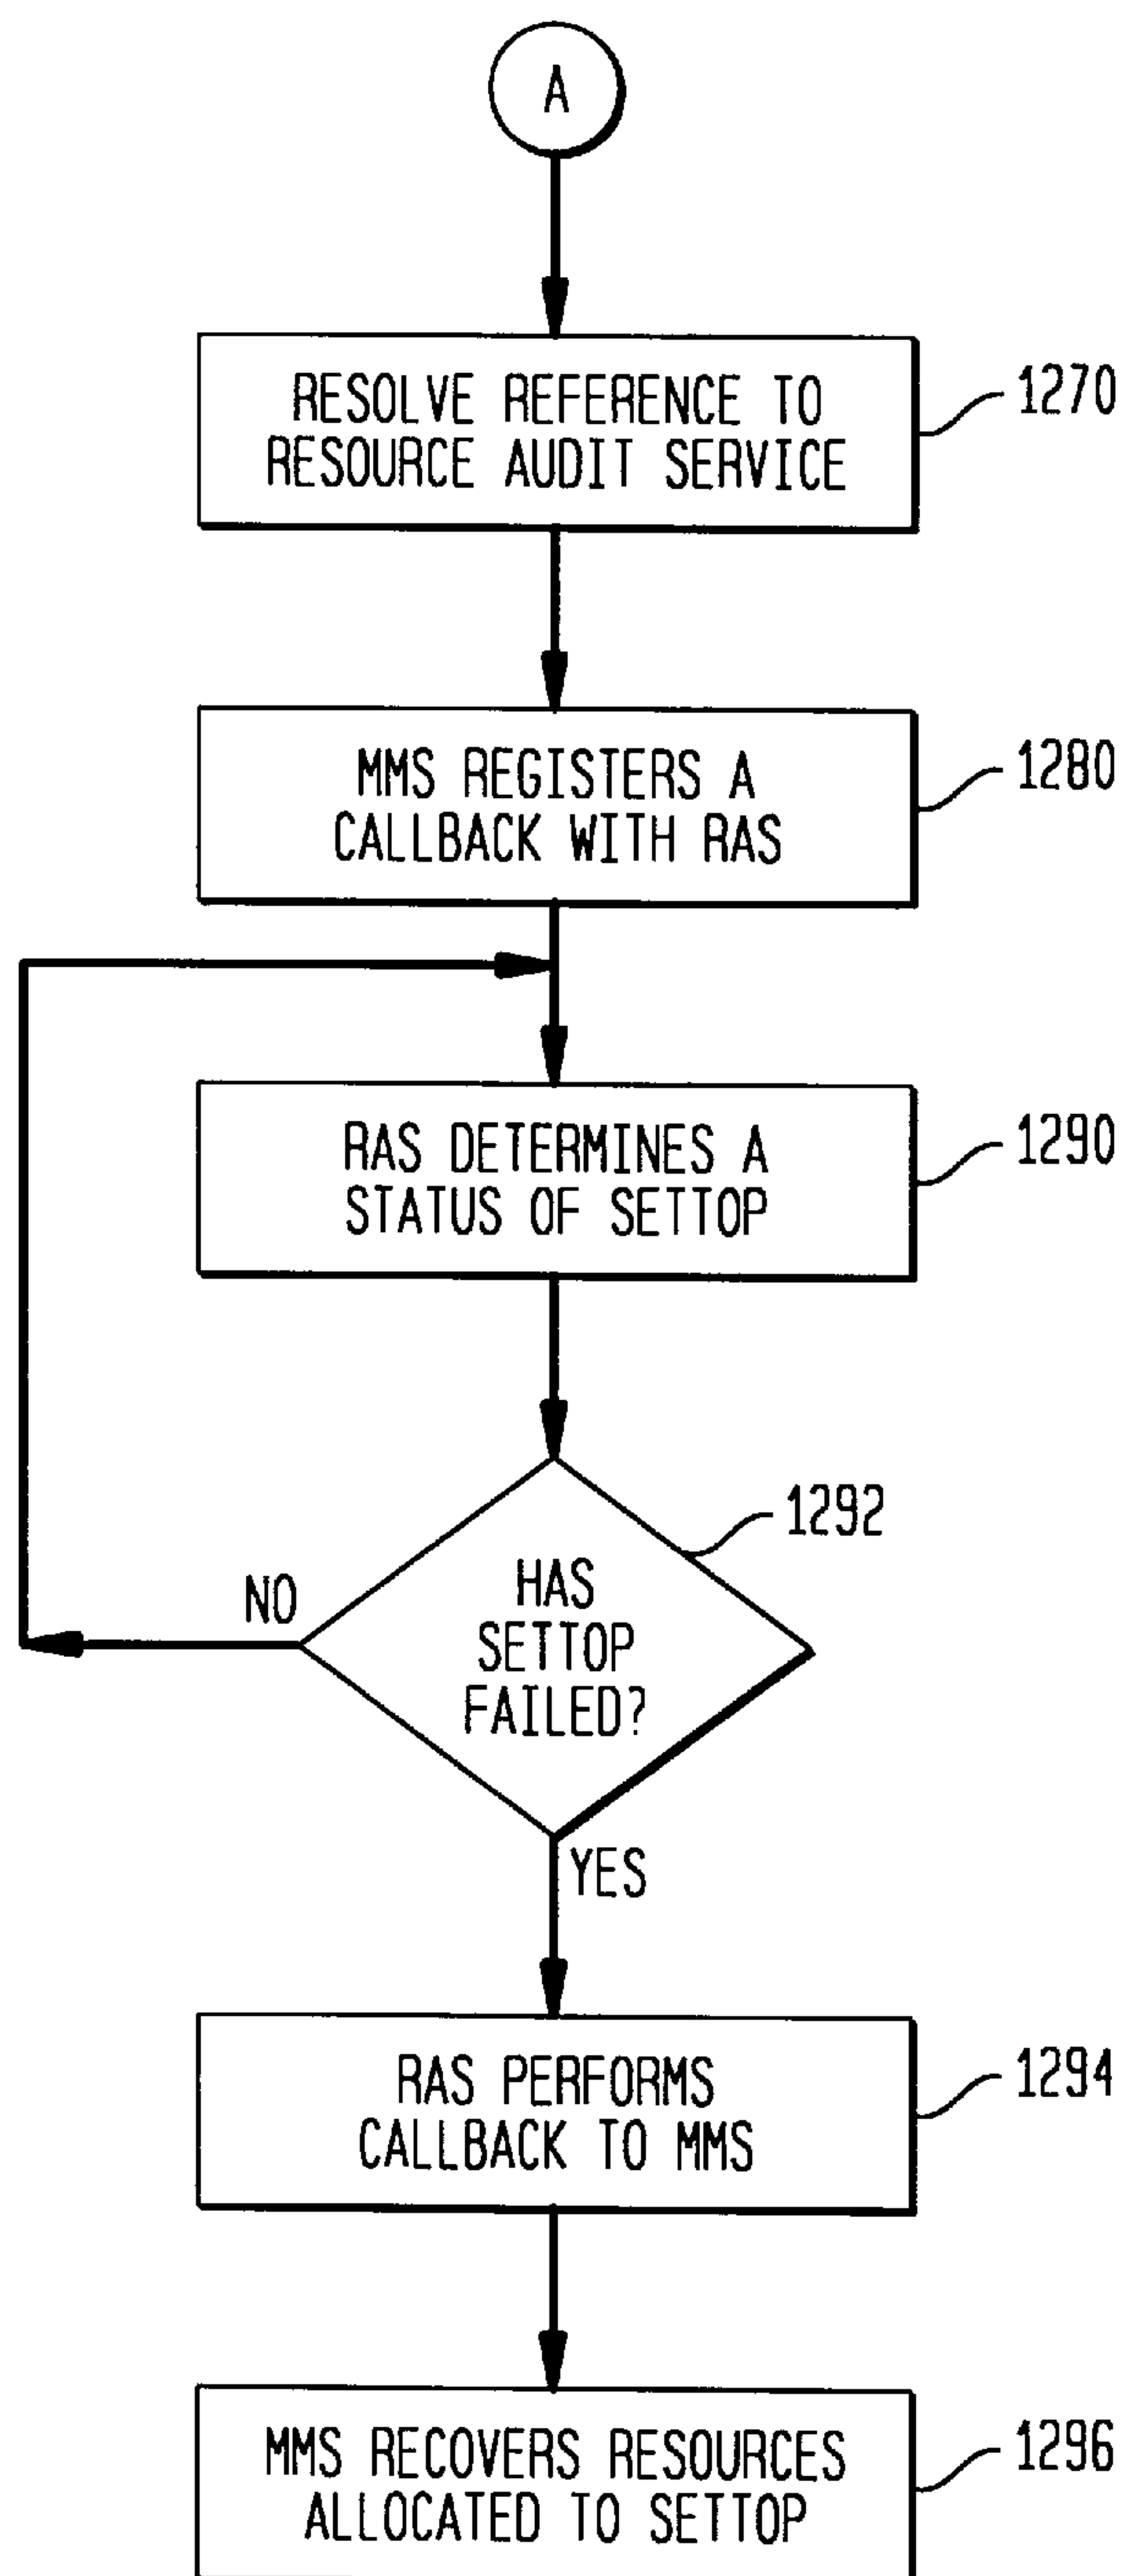 A
RESOLVE REFERENCE TO
RESOURCE AUDIT SERVICE
1270
MMS REGISTERS A
CALLBACK WITH RAS
1280
RAS DETERMINES A
STATUS OF SETTOP
1290
1292
HAS
SETTOP
FAILED?
NO
YES
RAS PERFORMS
CALLBACK TO MMS
1294
MMS RECOVERS RESOURCES
ALLOCATED TO SETTOP
1296